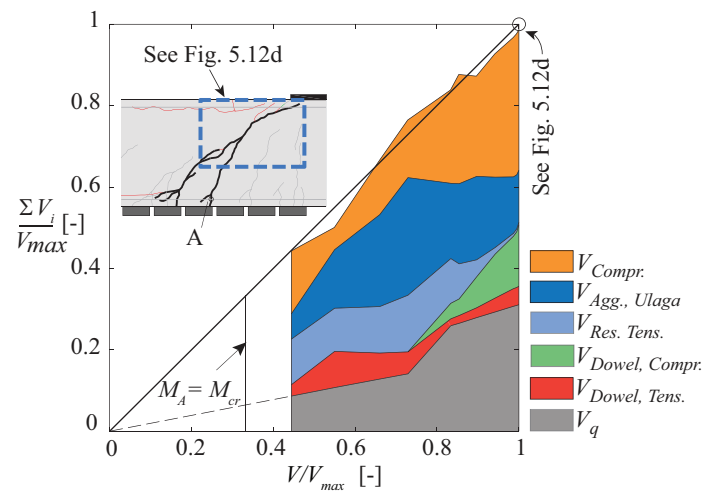 See Fig. 5.12d
See Fig. 5.12d
1
0.8
0.6
0.4
0.2
0
Σ V_i / V_max [-]
A
M_A = M_cr
0
0.2
0.4
0.6
0.8
1
V/V_max [-]
V_Compr.
V_Agg., Ulaga
V_Res. Tens.
V_Dowel, Compr.
V_Dowel, Tens.
V_q